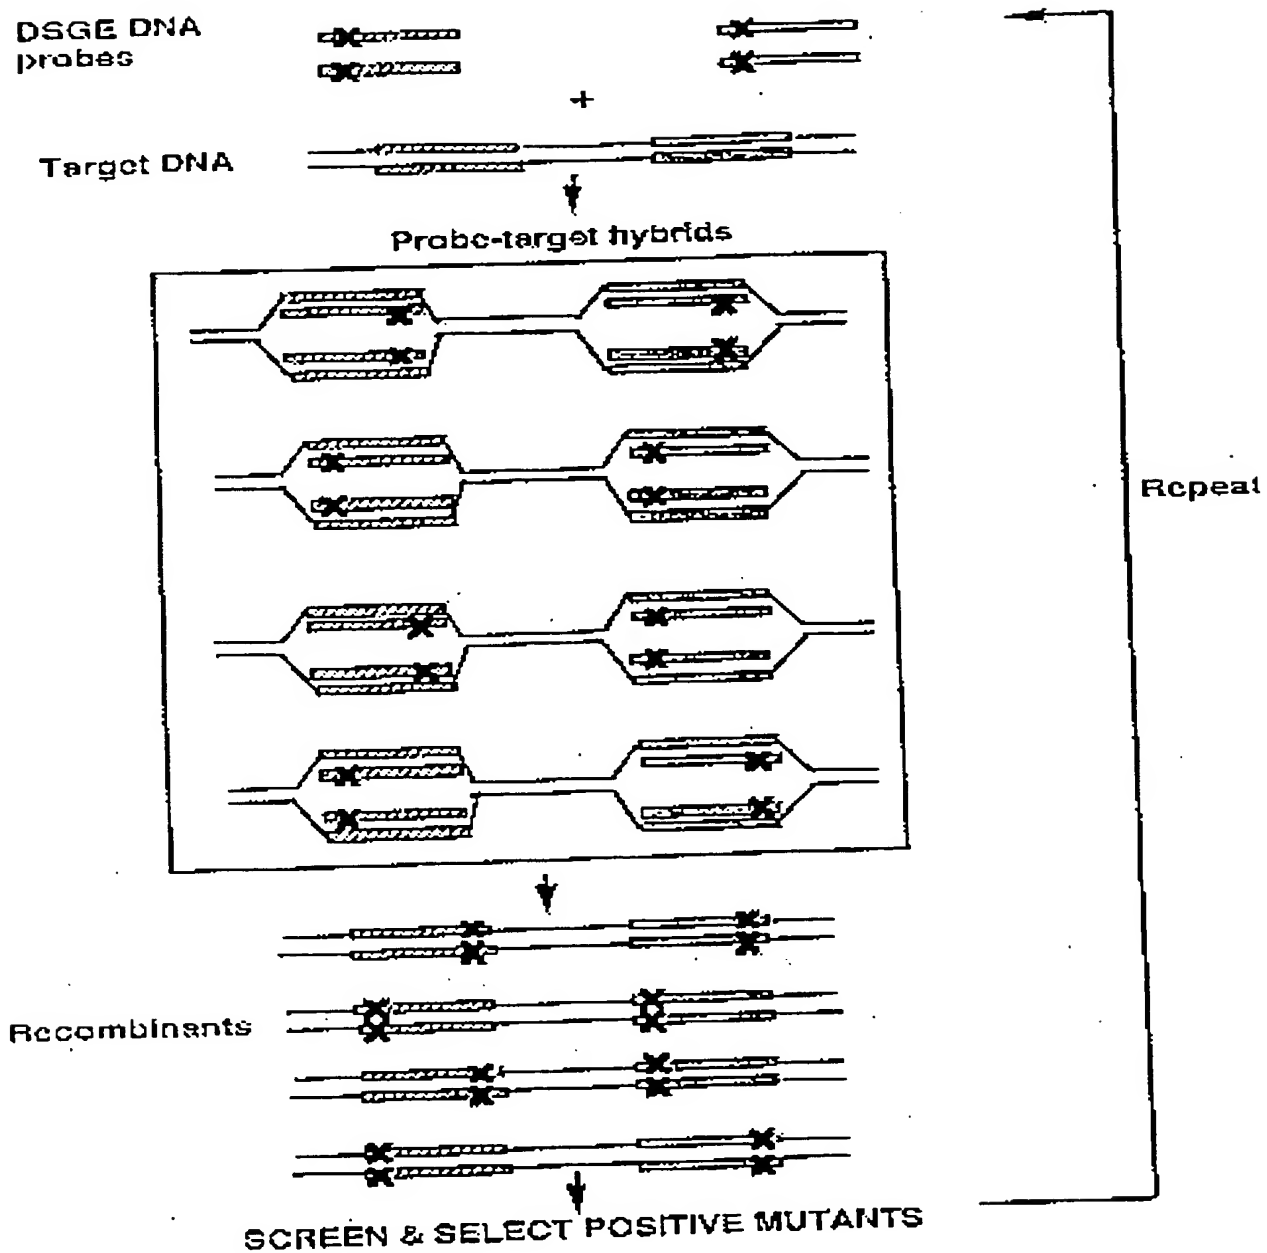 DSGE DNA
probes
+
Target DNA
Probe-target hybrids
Repeat
Recombinants
SCREEN & SELECT POSITIVE MUTANTS